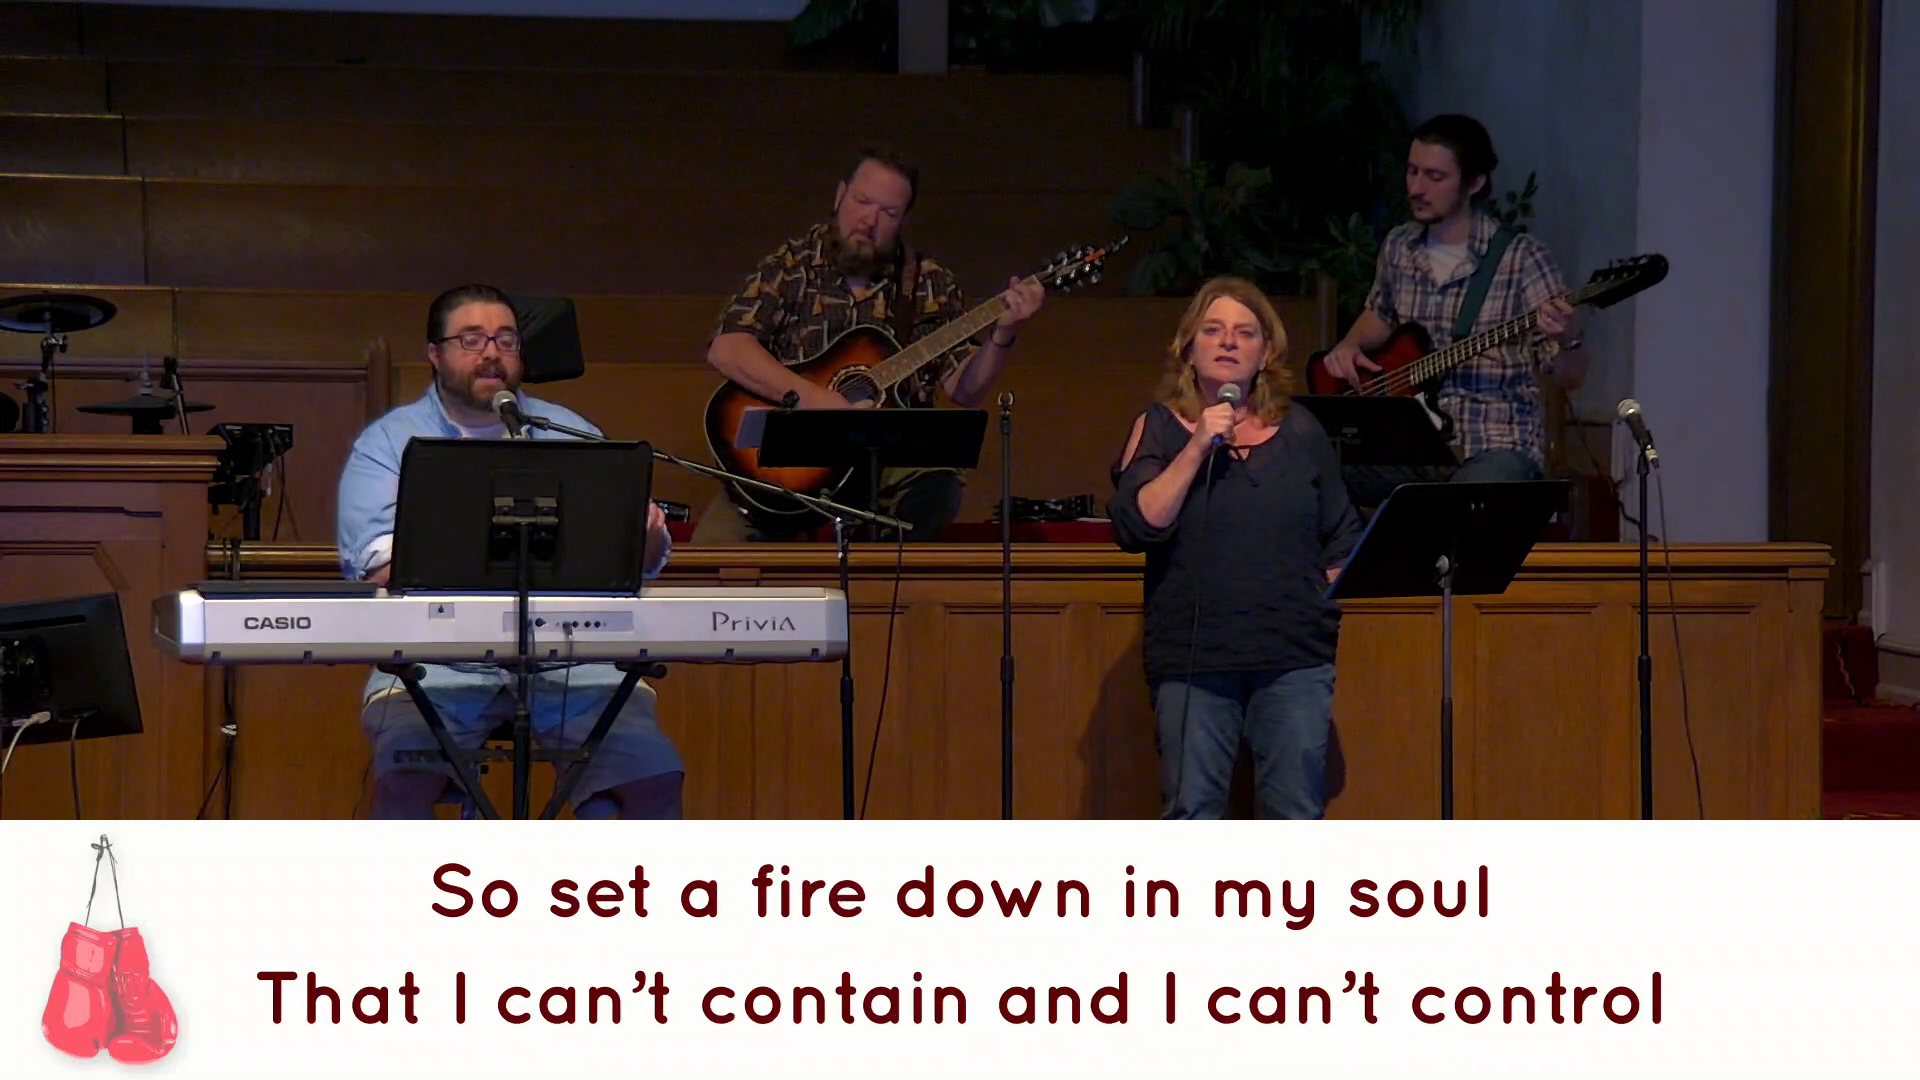 CASIO
Privia
So set a fire down in my soul
That I can't contain and I can't control